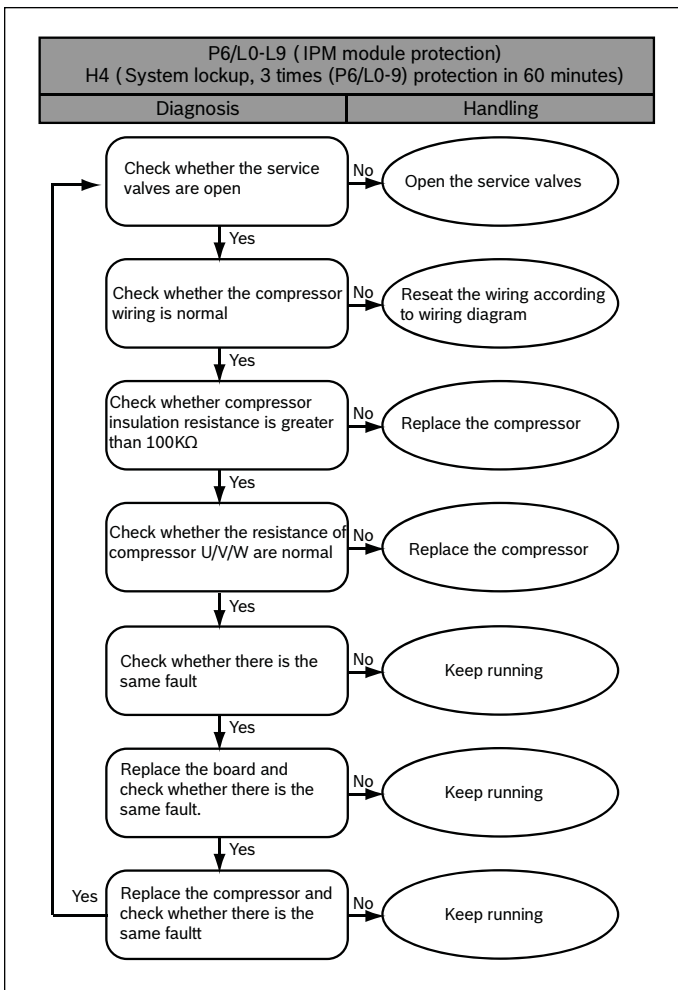 P6/L0-L9 (IPM module protection)
H4 (System lockup, 3 times (P6/L0-9) protection in 60 minutes)
Diagnosis
Handling
Check whether the service
valves are open
No
Open the service valves
Yes
Check whether the compressor
wiring is normal
No
Reseat the wiring according
to wiring diagram
Yes
Check whether compressor
insulation resistance is greater
than 100KΩ
No
Replace the compressor
Yes
Check whether the resistance of
compressor U/V/W are normal
No
Replace the compressor
Yes
Check whether there is the
same fault
No
Keep running
Yes
Replace the board and
check whether there is the
same fault.
No
Keep running
Yes
Yes
Replace the compressor and
check whether there is the
same faultt
No
Keep running